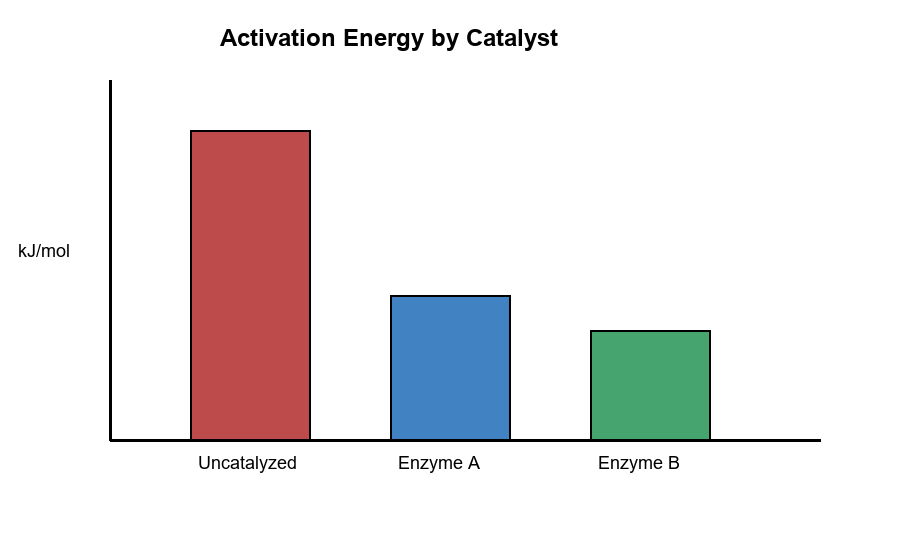 Activation Energy by Catalyst
kJ/mol
Uncatalyzed
Enzyme A
Enzyme B